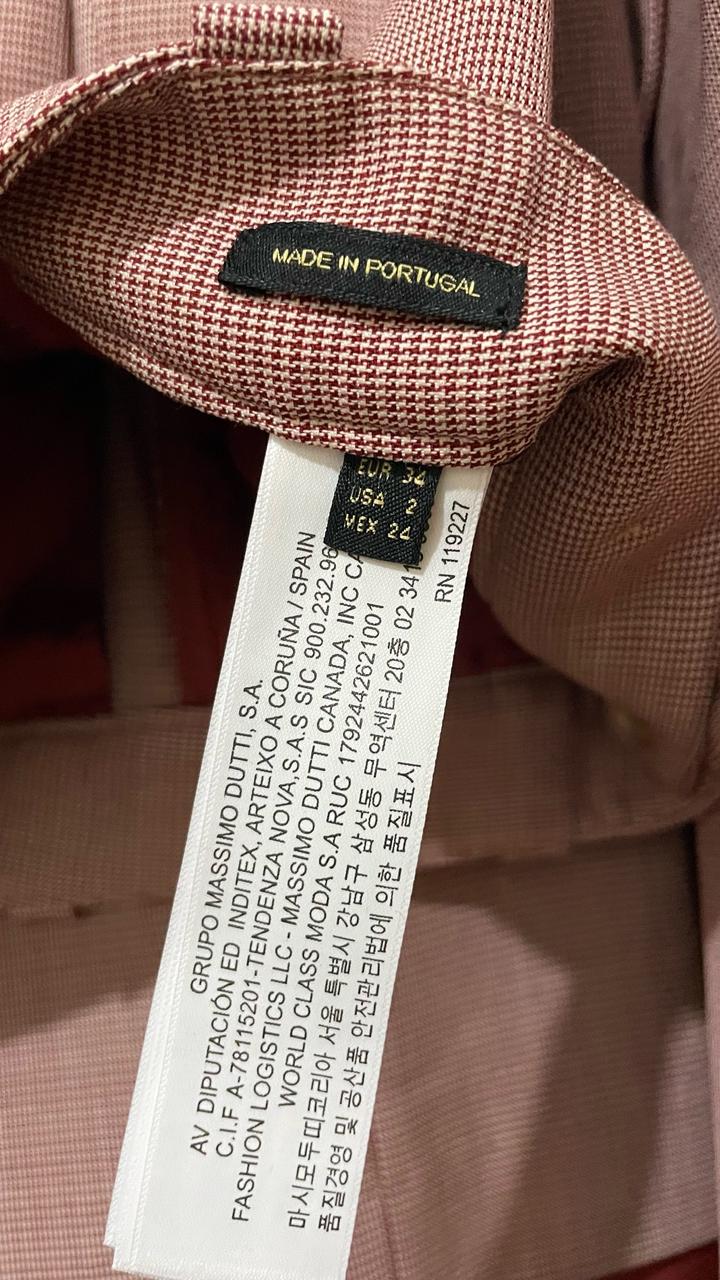 MADE IN PORTUGAL
EUR 34
USA 2
MEX 24
GRUPO MASSIMO DUTTI, S.A.
AV DIPUTACIÓN ED INDITEX, ARTEIXO A CORUÑA / SPAIN
C.I.F A-78115201-TENDENZA NOVA,S.A.S SIC 900.232.96
FASHION LOGISTICS LLC - MASSIMO DUTTI CANADA, INC
WORLD CLASS MODA S.A RUC 1792442621001
마시모두띠코리아 서울 특별시 강남구 삼성동 무역센터 20층 02 34
품질경영 및 공산품 안전관리법에 의한 품질표시
RN 119227